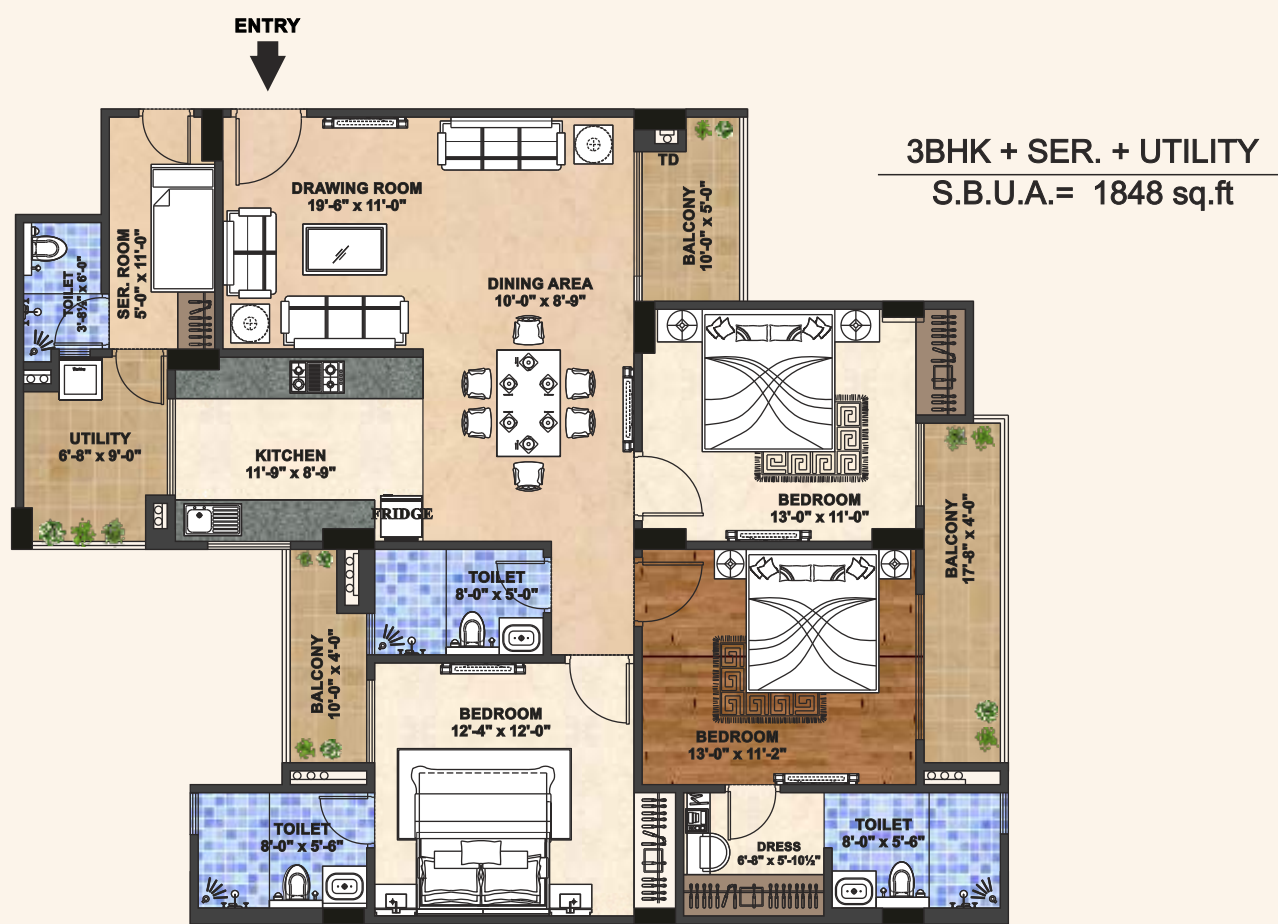 ENTRY
3BHK + SER. + UTILITY
S.B.U.A.= 1848 sq.ft
TD
DRAWING ROOM
19'-6" x 11'-0"
BALCONY
10'-0" x 5'-0"
SER. ROOM
5'-0" x 11'-0"
TOILET
3'-8½" x 6'-0"
DINING AREA
10'-0" x 8'-9"
UTILITY
6'-8" x 9'-0"
KITCHEN
11'-9" x 8'-9"
FRIDGE
BEDROOM
13'-0" x 11'-0"
BALCONY
17'-8" x 4'-0"
TOILET
8'-0" x 5'-0"
BALCONY
10'-0" x 4'-0"
BEDROOM
12'-4" x 12'-0"
BEDROOM
13'-0" x 11'-2"
TOILET
8'-0" x 5'-6"
DRESS
6'-8" x 5'-10½"
TOILET
8'-0" x 5'-6"